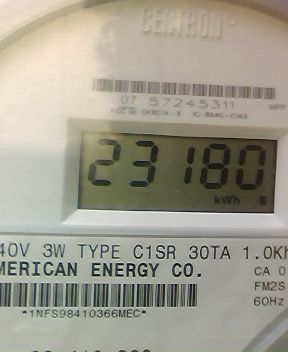 CENTRON®
07 57245311
23180
kWh
40V 3W TYPE C1SR 30TA 1.0Kh
MERICAN ENERGY CO.
CA 0
FM2S
60Hz
*1NFS98410366MEC*